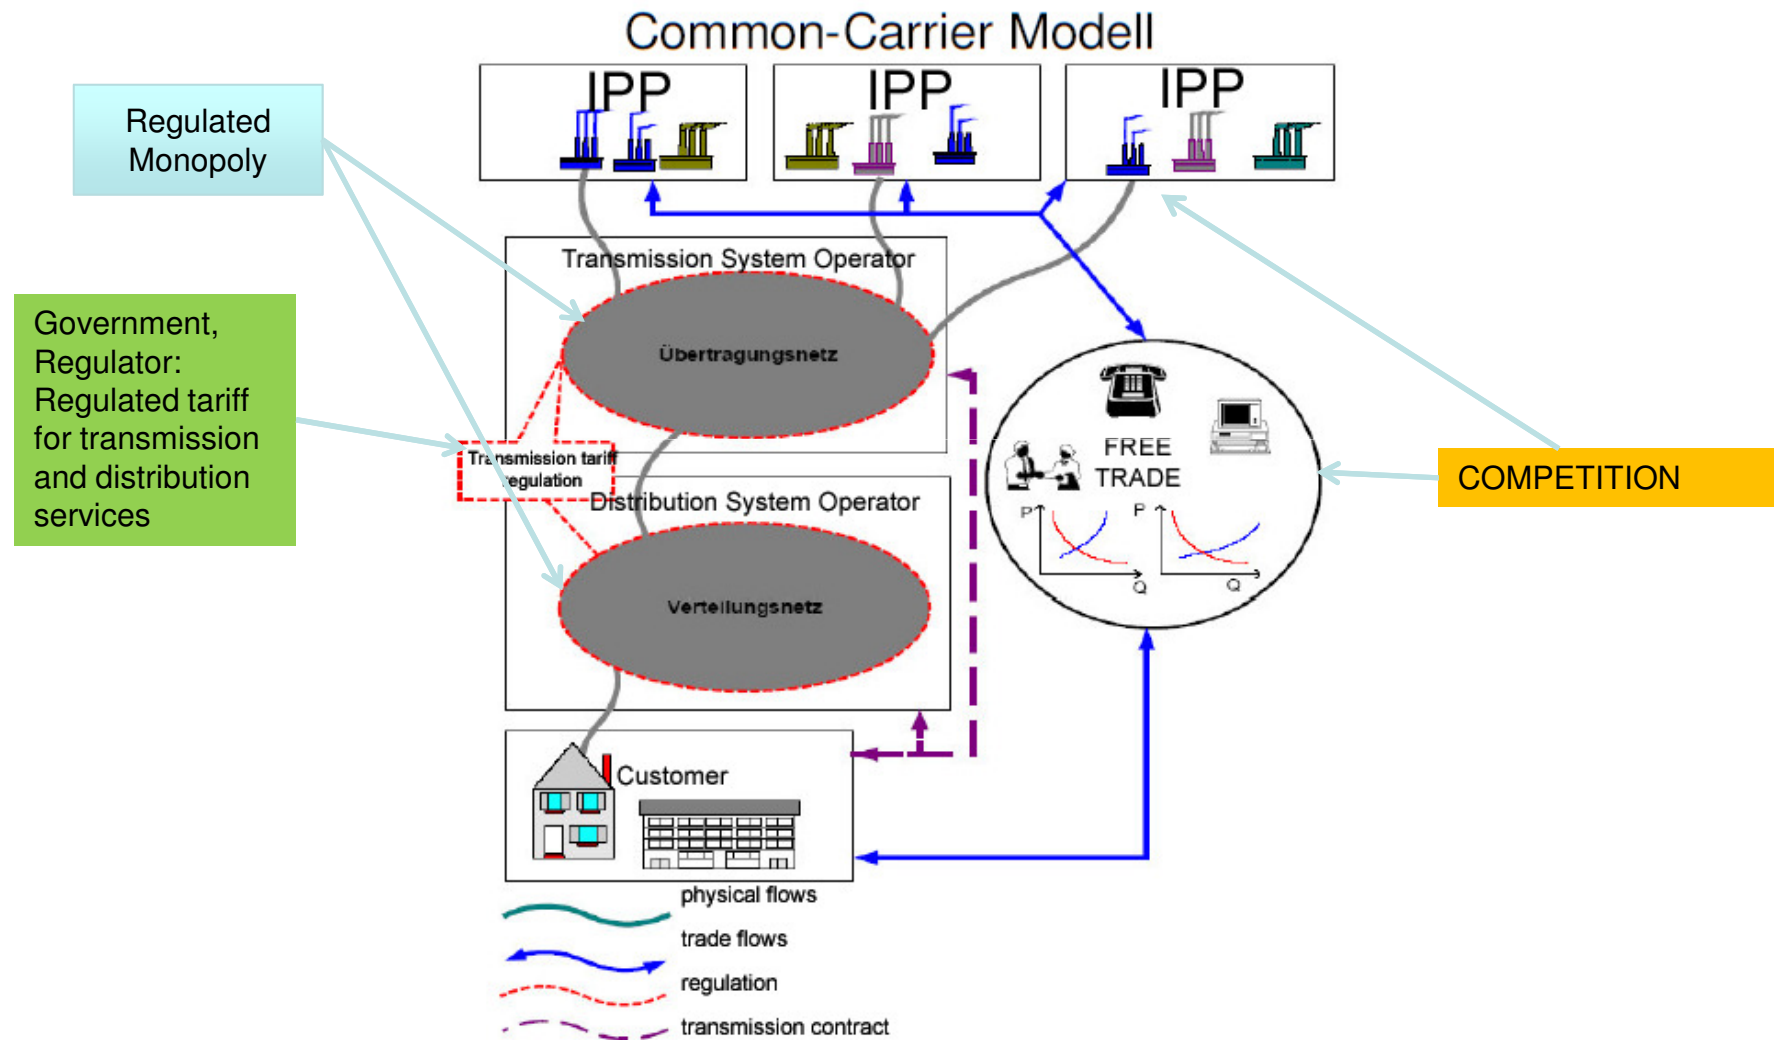 Common-Carrier Modell
Regulated
Monopoly
IPP
IPP
IPP
Transmission System Operator
Übertragungsnetz
Government,
Regulator:
Regulated tariff
for transmission
and distribution
services
Transmission tariff
regulation
FREE
TRADE
P
Q
P
Q
COMPETITION
Distribution System Operator
Verteilungsnetz
Customer
physical flows
trade flows
regulation
transmission contract